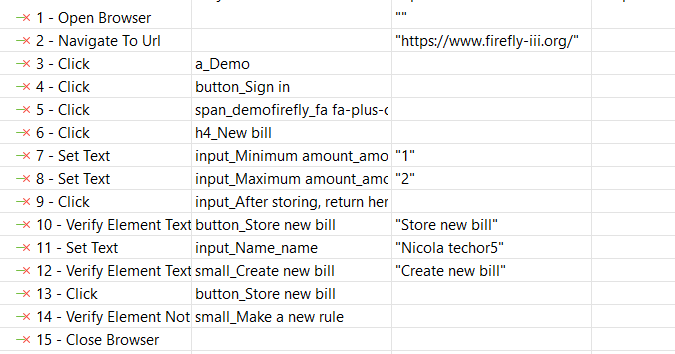 1 - Open Browser ""
2 - Navigate To Url "https://www.firefly-iii.org/"
3 - Click a_Demo
4 - Click button_Sign in
5 - Click span_demofirefly_fa fa-plus-c
6 - Click h4_New bill
7 - Set Text input_Minimum amount_amo "1"
8 - Set Text input_Maximum amount_amo "2"
9 - Click input_After storing, return her
10 - Verify Element Text button_Store new bill "Store new bill"
11 - Set Text input_Name_name "Nicola techor5"
12 - Verify Element Text small_Create new bill "Create new bill"
13 - Click button_Store new bill
14 - Verify Element Not small_Make a new rule
15 - Close Browser